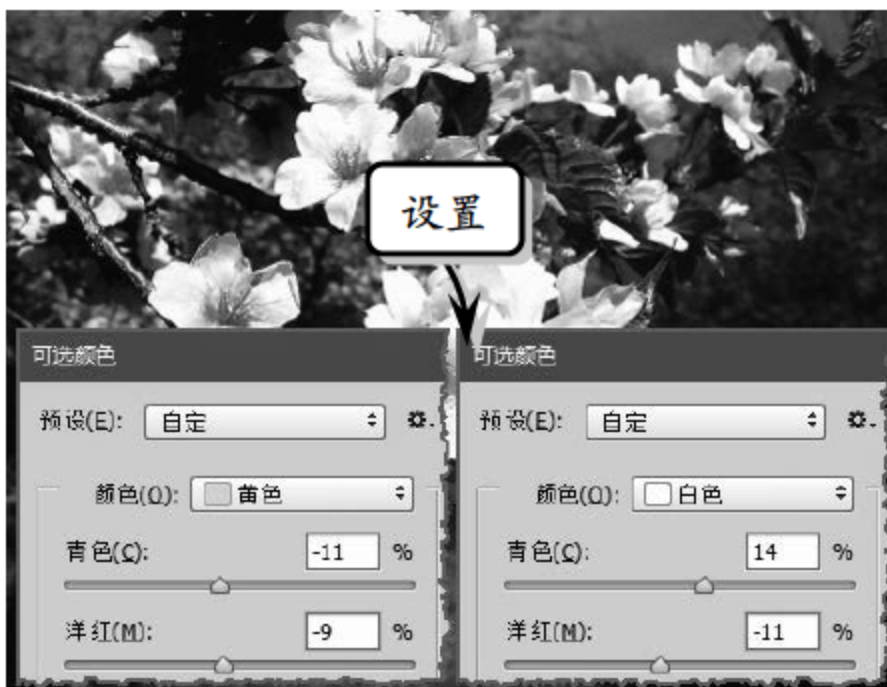 设置
可选颜色
预设(E): 自定
颜色(O): 黄色
青色(C): -11 %
洋红(M): -9 %
可选颜色
预设(E): 自定
颜色(O): 白色
青色(C): 14 %
洋红(M): -11 %